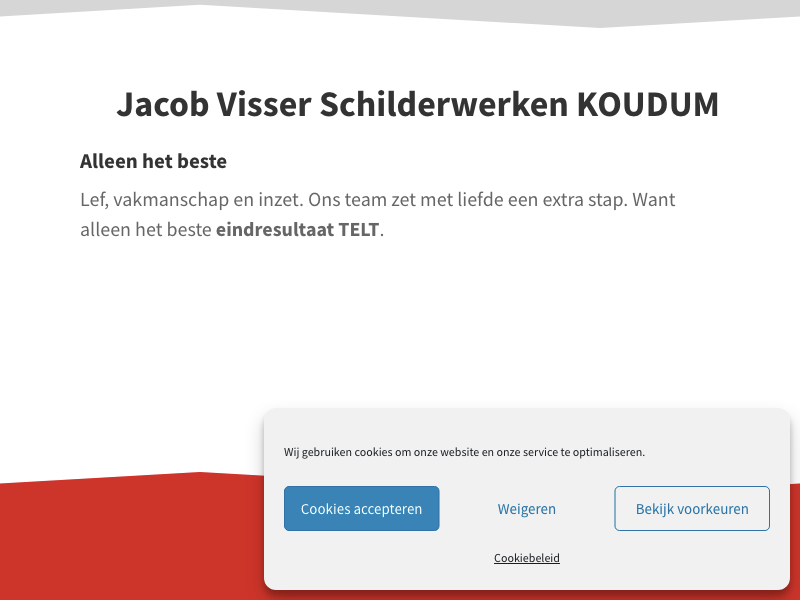 Jacob Visser Schilderwerken KOUDUM
Alleen het beste
Lef, vakmanschap en inzet. Ons team zet met liefde een extra stap. Want
alleen het beste eindresultaat TELT.
Wij gebruiken cookies om onze website en onze service te optimaliseren.
Cookies accepteren
Weigeren
Bekijk voorkeuren
Cookiebeleid